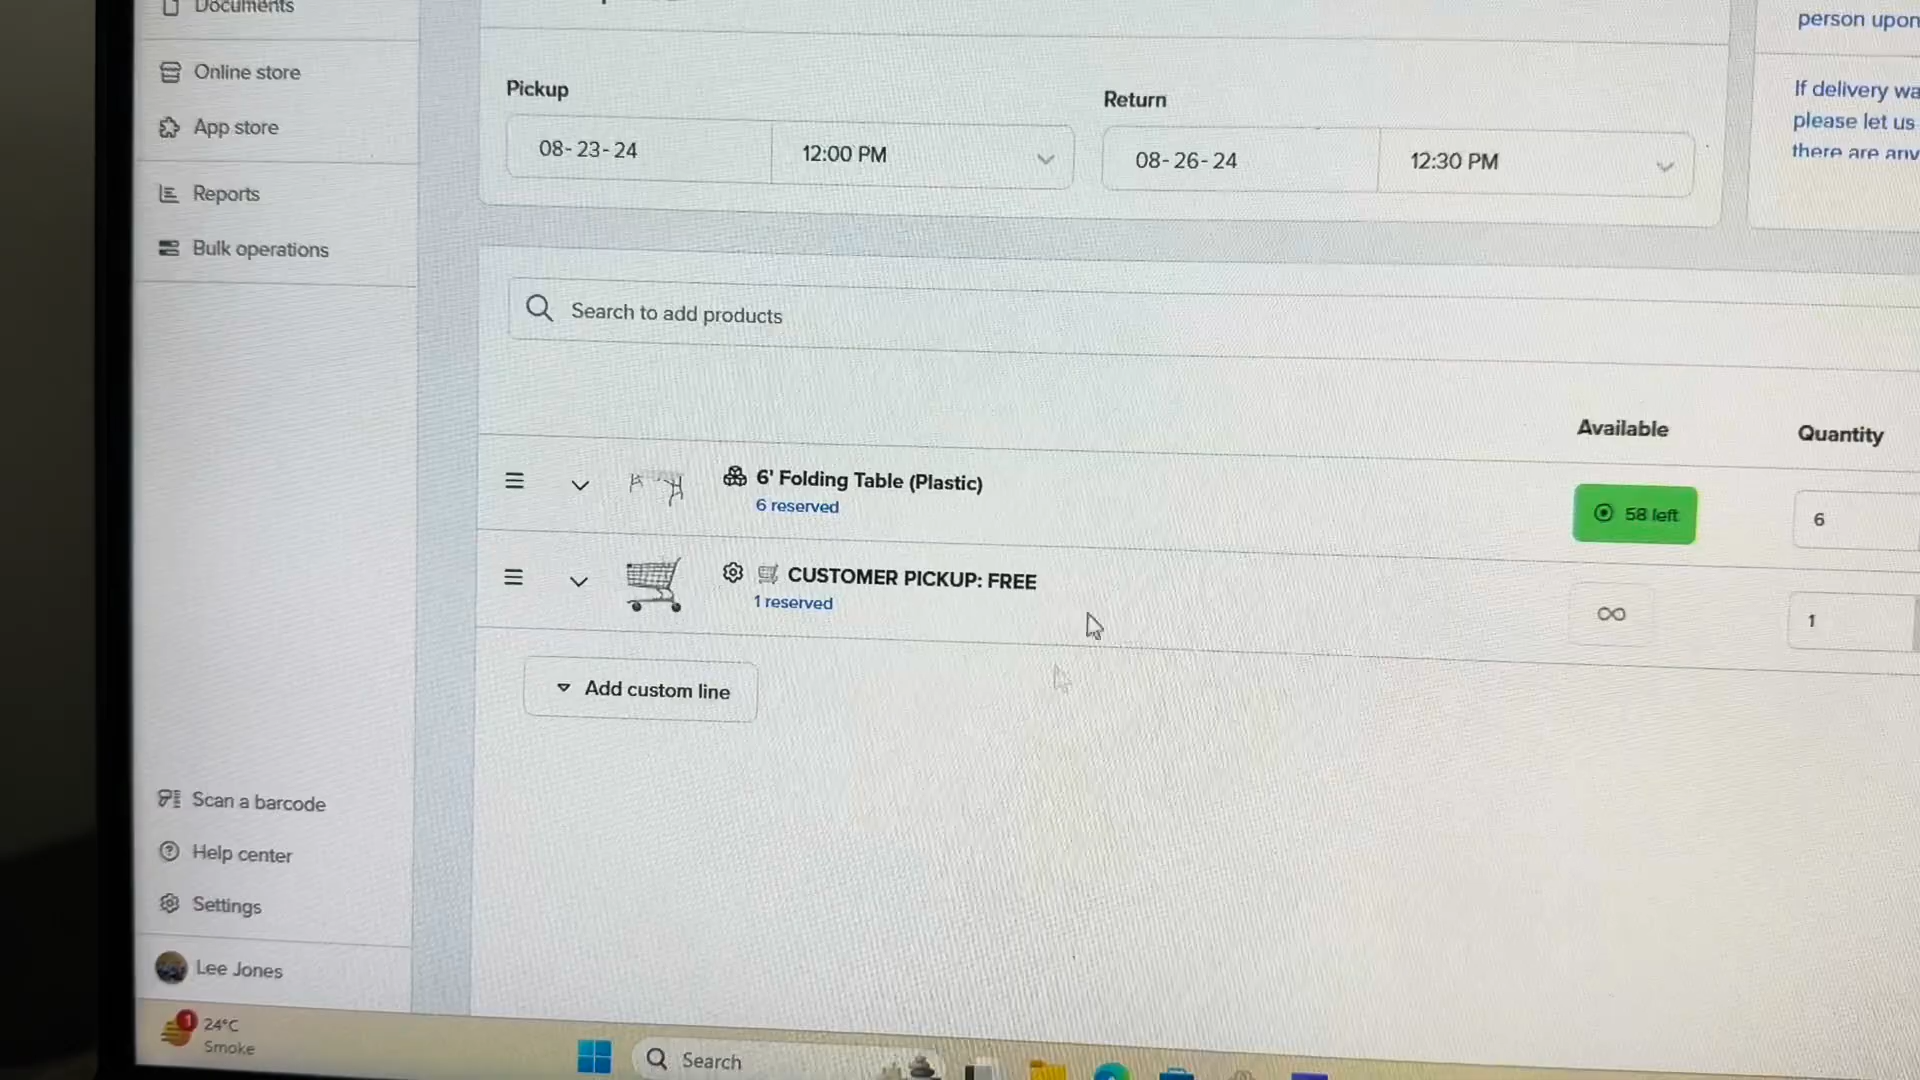 Documents
Online store
App store
Reports
Bulk operations
Scan a barcode
Help center
Settings
Lee Jones
Pickup
08-23-24
12:00 PM
Return
08-26-24
12:30 PM
person upon
If delivery wa
please let us
there are any
Search to add products
Available
Quantity
6' Folding Table (Plastic)
6 reserved
58 left
6
CUSTOMER PICKUP: FREE
1 reserved
∞
1
Add custom line
1
24°C
Smoke
Search